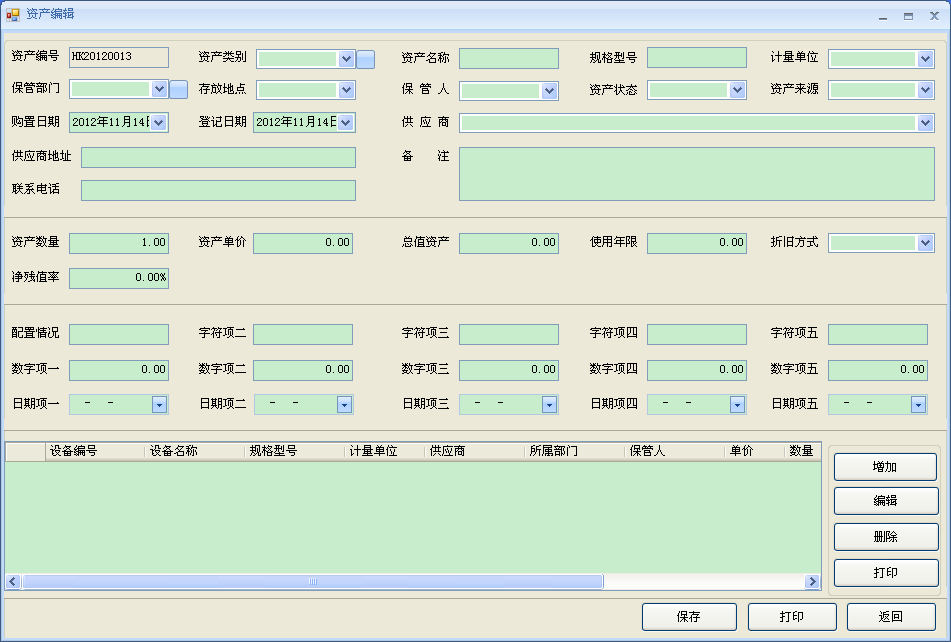 资产编辑
资产编号 HK20120013 资产类别 资产名称 规格型号 计量单位
保管部门 存放地点 保 管 人 资产状态 资产来源
购置日期 2012年11月14日 登记日期 2012年11月14日 供 应 商
供应商地址 备 注
联系电话
资产数量 1.00 资产单价 0.00 总值资产 0.00 使用年限 0.00 折旧方式
净残值率 0.00%
配置情况 字符项二 字符项三 字符项四 字符项五
数字项一 0.00 数字项二 0.00 数字项三 0.00 数字项四 0.00 数字项五 0.00
日期项一 - - 日期项二 - - 日期项三 - - 日期项四 - - 日期项五 - -
设备编号 设备名称 规格型号 计量单位 供应商 所属部门 保管人 单价 数量
增加
编辑
删除
打印
保存 打印 返回